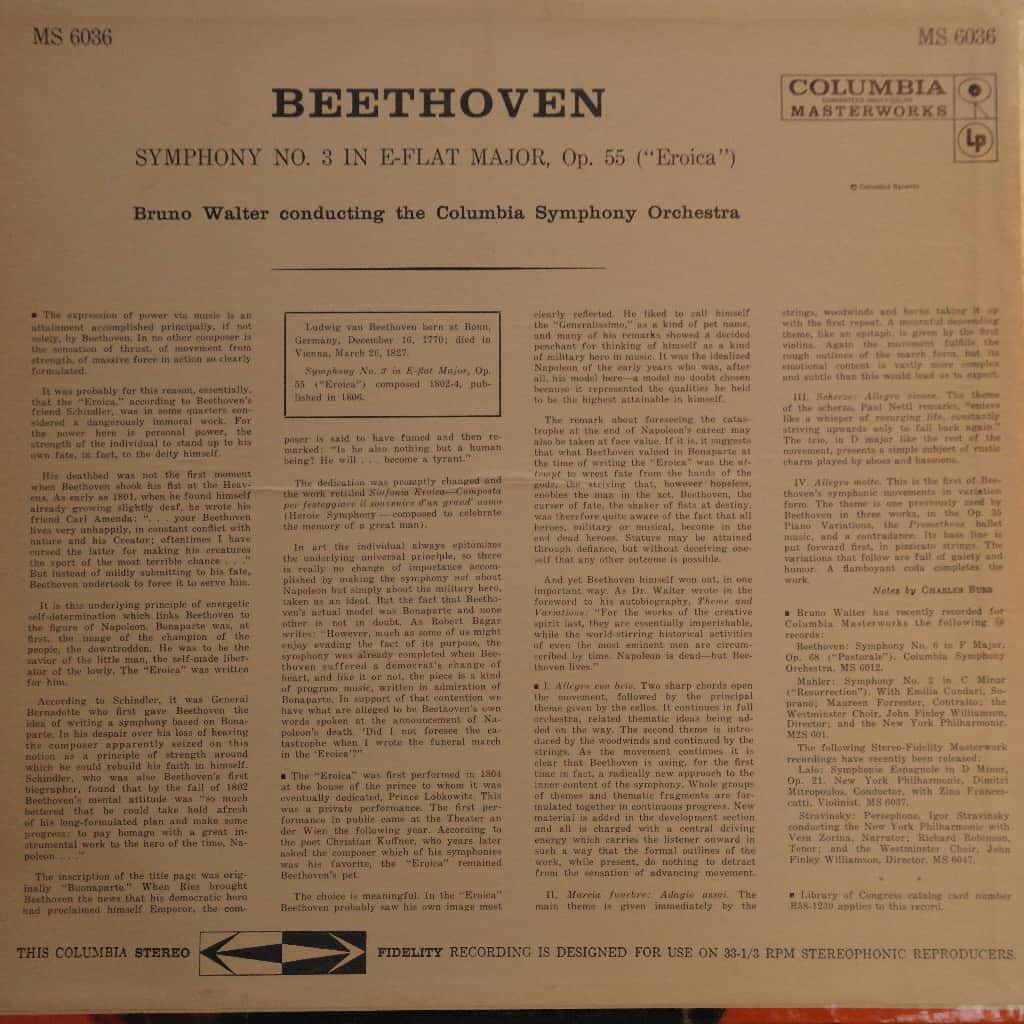 MS 6036
MS 6036
COLUMBIA
MASTERWORKS
Lp
© Columbia Records
BEETHOVEN
SYMPHONY NO. 3 IN E-FLAT MAJOR, Op. 55 ("Eroica")
Bruno Walter conducting the Columbia Symphony Orchestra
■ The expression of power via music is an
attainment accomplished principally, if not
solely, by Beethoven. In no other composer is
the sensation of thrust, of movement from
strength, of massive force in action so clearly
formulated.
It was probably for this reason, essentially,
that the "Eroica," according to Beethoven's
friend Schindler, was in some quarters con-
sidered a dangerously immoral work. For
the power here is personal power, the
strength of the individual to stand up to his
own fate, in fact, to the deity himself.
His deathbed was not the first moment
when Beethoven shook his fist at the Heav-
ens. As early as 1801, when he found himself
already growing slightly deaf, he wrote his
friend Carl Amenda: ". . . your Beethoven
lives very unhappily, in constant conflict with
nature and his Creator; oftentimes I have
cursed the latter for making his creatures
the sport of the most terrible chance . . ."
But instead of mildly submitting to his fate,
Beethoven undertook to force it to serve him.
It is this underlying principle of energetic
self-determination which links Beethoven to
the figure of Napoleon. Bonaparte was, at
first, the image of the champion of the
people, the downtrodden. He was to be the
savior of the little man, the self-made liber-
ator of the lowly. The "Eroica" was written
for him.
According to Schindler, it was General
Bernadotte who first gave Beethoven the
idea of writing a symphony based on Bona-
parte. In his despair over his loss of hearing
the composer apparently seized on this
notion as a principle of strength around
which he could rebuild his faith in himself.
Schindler, who was also Beethoven's first
biographer, found that by the fall of 1802
Beethoven's mental attitude was "so much
bettered that he could take hold afresh
of his long-formulated plan and make some
progress: to pay homage with a great in-
strumental work to the hero of the time, Na-
poleon . . . ."
The inscription of the title page was orig-
inally "Buonaparte." When Ries brought
Beethoven the news that his democratic hero
had proclaimed himself Emperor, the com-
Ludwig van Beethoven born at Bonn,
Germany, December 16, 1770; died in
Vienna, March 26, 1827.
Symphony No. 3 in E-flat Major, Op.
55 ("Eroica") composed 1802-4, pub-
lished in 1806.
poser is said to have fumed and then re-
marked: "Is he also nothing but a human
being? He will . . . become a tyrant."
The dedication was promptly changed and
the work retitled Sinfonia Eroica—Composta
per festeggiare il souvenire d'un grand' uomo
(Heroic Symphony—composed to celebrate
the memory of a great man).
In art the individual always epitomizes
the underlying universal principle, so there
is really no change of importance accom-
plished by making the symphony not about
Napoleon but simply about the military hero,
taken as an ideal. But the fact that Beetho-
ven's actual model was Bonaparte and none
other is not in doubt. As Robert Bagar
writes: "However, much as some of us might
enjoy evading the fact of its purpose, the
symphony was already completed when Bee-
thoven suffered a democrat's change of
heart, and like it or not, the piece is a kind
of program music, written in admiration of
Bonaparte. In support of that contention we
have what are alleged to be Beethoven's own
words spoken at the announcement of Na-
poleon's death 'Did I not foresee the ca-
tastrophe when I wrote the funeral march
in the 'Eroica'?'"
■ The "Eroica" was first performed in 1804
at the house of the prince to whom it was
eventually dedicated, Prince Lobkowitz. This
was a private performance. The first per-
formance in public came at the Theater an
der Wien the following year. According to
the poet Christian Kuffner, who years later
asked the composer which of his symphonies
was his favorite, the "Eroica" remained
Beethoven's pet.
The choice is meaningful. In the "Eroica"
Beethoven probably saw his own image most
clearly reflected. He liked to call himself
the "Generalissimo," as a kind of pet name,
and many of his remarks showed a decided
penchant for thinking of himself as a kind
of military hero in music. It was the idealized
Napoleon of the early years who was, after
all, his model here—a model no doubt chosen
because it represented the qualities he held
to be the highest attainable in himself.
The remark about foreseeing the catas-
trophe at the end of Napoleon's career may
also be taken at face value. If it is, it suggests
that what Beethoven valued in Bonaparte at
the time of writing the "Eroica" was the at-
tempt to wrest fate from the hands of the
gods, the striving that, however hopeless,
enobles the man in the act. Beethoven, the
curser of fate, the shaker of fists at destiny,
was therefore quite aware of the fact that all
heroes, military or musical, become in the
end dead heroes. Stature may be attained
through defiance, but without deceiving one-
self that any other outcome is possible.
And yet Beethoven himself won out, in one
important way. As Dr. Walter wrote in the
foreword to his autobiography, Theme and
Variations: "For the works of the creative
spirit last, they are essentially imperishable,
while the world-stirring historical activities
of even the most eminent men are circum-
scribed by time. Napoleon is dead—but Bee-
thoven lives."
■ I. Allegro con brio. Two sharp chords open
the movement, followed by the principal
theme given by the cellos. It continues in full
orchestra, related thematic ideas being ad-
ded on the way. The second theme is intro-
duced by the woodwinds and continued by the
strings. As the movement continues it is
clear that Beethoven is using, for the first
time in fact, a radically new approach to the
inner content of the symphony. Whole groups
of themes and thematic fragments are for-
mulated together in continuous progress. New
material is added in the development section
and all is charged with a central driving
energy which carries the listener onward in
such a way that the formal outlines of the
work, while present, do nothing to detract
from the sensation of advancing movement.
II. Marcia funebre: Adagio assai. The
main theme is given immediately by the
strings, woodwinds and horns taking it up
with the first repeat. A mournful descending
theme, like an epitaph, is given by the first
violins. Again the movement fulfills the
rough outlines of the march form, but its
emotional content is vastly more complex
and subtle than this would lead us to expect.
III. Scherzo: Allegro vivace. The theme
of the scherzo, Paul Nettl remarks, "enters
like a whisper of resurging life, constantly
striving upwards only to fall back again."
The trio, in D major like the rest of the
movement, presents a simple subject of rustic
charm played by oboes and bassoons.
IV. Allegro molto. This is the first of Bee-
thoven's symphonic movements in variation
form. The theme is one previously used by
Beethoven in three works, in the Op. 35
Piano Variations, the Prometheus ballet
music, and a contradance. Its bass line is
put forward first, in pizzicato strings. The
variations that follow are full of gaiety and
humor. A flamboyant coda completes the
work.
Notes by CHARLES BURR
■ Bruno Walter has recently recorded for
Columbia Masterworks the following
records:
Beethoven: Symphony No. 6 in F Major,
Op. 68 ("Pastorale"). Columbia Symphony
Orchestra. MS 6012.
Mahler: Symphony No. 2 in C Minor
("Resurrection"). With Emilia Cundari, So-
prano; Maureen Forrester, Contralto; the
Westminster Choir, John Finley Williamson,
Director; and the New York Philharmonic.
M2S 601.
The following Stereo-Fidelity Masterwork
recordings have recently been released:
Lalo: Symphonie Espagnole in D Minor,
Op. 21. New York Philharmonic, Dimitri
Mitropoulos, Conductor, with Zino Frances-
catti, Violinist. MS 6037.
Stravinsky: Persephone. Igor Stravinsky
conducting the New York Philharmonic with
Vera Zorina, Narrator; Richard Robinson,
Tenor; and the Westminster Choir, John
Finley Williamson, Director. MS 6047.
■ Library of Congress catalog card number
R58-1239 applies to this record.
THIS COLUMBIA STEREO FIDELITY RECORDING IS DESIGNED FOR USE ON 33-1/3 RPM STEREOPHONIC REPRODUCERS.